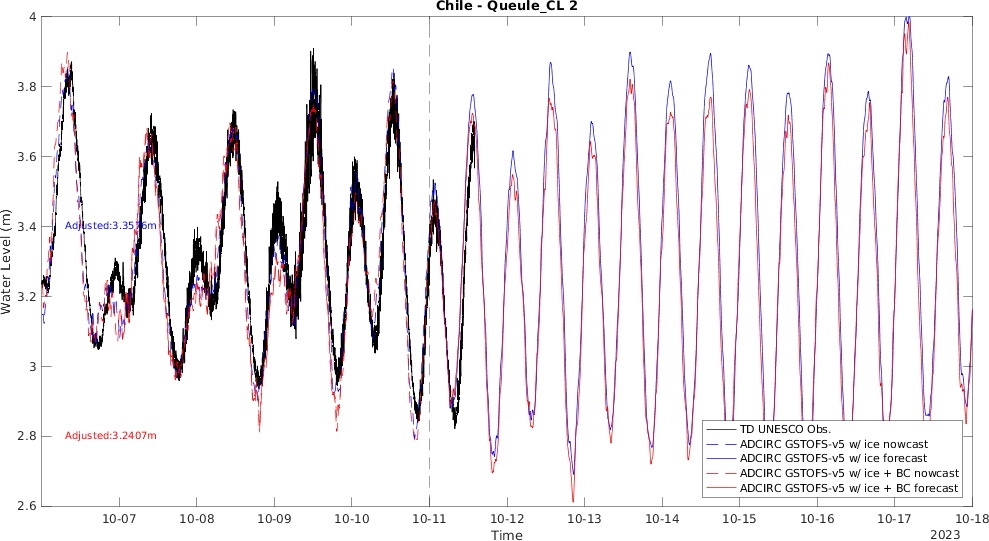 Chile - Queule_CL 2
4
3.8
3.6
3.4
3.2
3
2.8
2.6
Water Level (m)
Adjusted:3.3576m
Adjusted:3.2407m
TD UNESCO Obs.
ADCIRC GSTOFS-v5 w/ ice nowcast
ADCIRC GSTOFS-v5 w/ ice forecast
ADCIRC GSTOFS-v5 w/ ice + BC nowcast
ADCIRC GSTOFS-v5 w/ ice + BC forecast
10-07 10-08 10-09 10-10 10-11 10-12 10-13 10-14 10-15 10-16 10-17 10-18
Time
2023